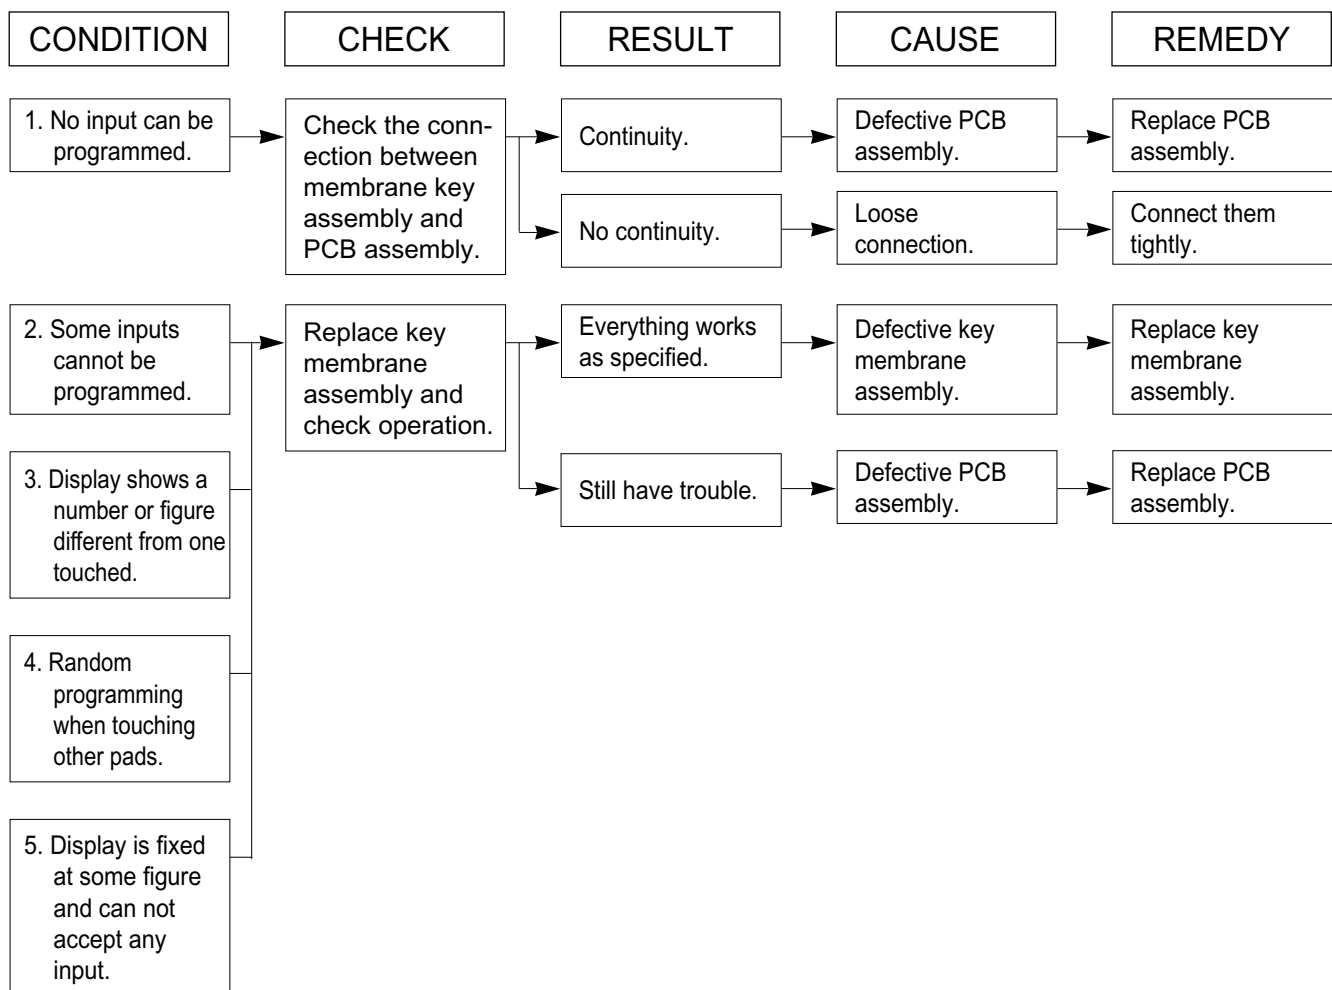 CONDITION
CHECK
RESULT
CAUSE
REMEDY
1. No input can be
programmed.
Check the conn-
ection between
membrane key
assembly and
PCB assembly.
Continuity.
Defective PCB
assembly.
Replace PCB
assembly.
No continuity.
Loose
connection.
Connect them
tightly.
2. Some inputs
cannot be
programmed.
Replace key
membrane
assembly and
check operation.
Everything works
as specified.
Defective key
membrane
assembly.
Replace key
membrane
assembly.
Still have trouble.
Defective PCB
assembly.
Replace PCB
assembly.
3. Display shows a
number or figure
different from one
touched.
4. Random
programming
when touching
other pads.
5. Display is fixed
at some figure
and can not
accept any
input.